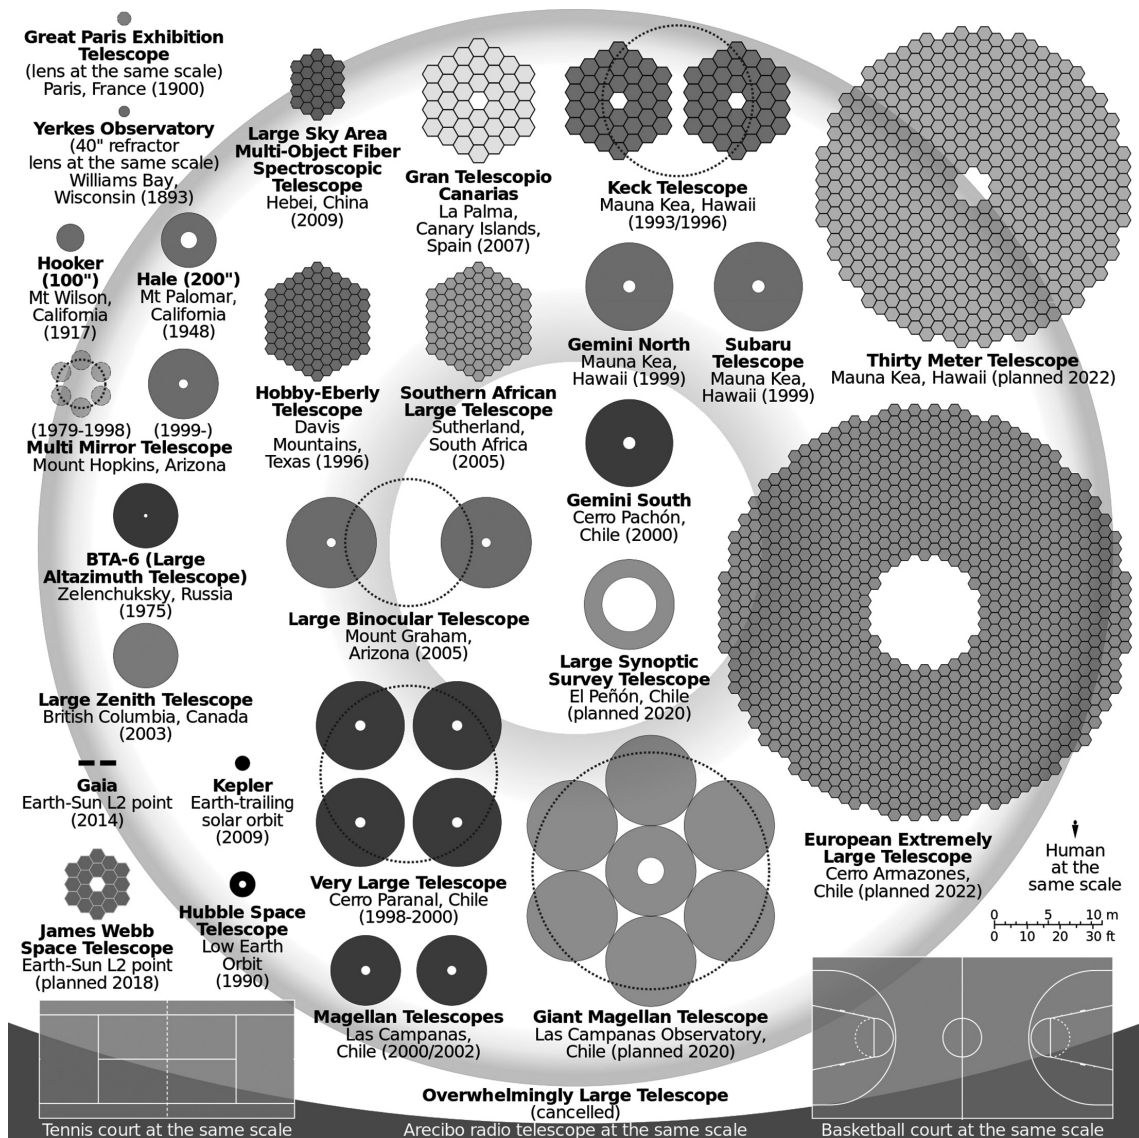 Great Paris Exhibition
Telescope
(lens at the same scale)
Paris, France (1900)
Yerkes Observatory
(40" refractor
lens at the same scale)
Williams Bay,
Wisconsin (1893)
Hooker
(100")
Mt Wilson,
California
(1917)
Hale (200")
Mt Palomar,
California
(1948)
(1979-1998)
(1999-)
Multi Mirror Telescope
Mount Hopkins, Arizona
BTA-6 (Large
Altazimuth Telescope)
Zelenchuksky, Russia
(1975)
Large Zenith Telescope
British Columbia, Canada
(2003)
Gaia
Earth-Sun L2 point
(2014)
Kepler
Earth-trailing
solar orbit
(2009)
James Webb
Space Telescope
Earth-Sun L2 point
(planned 2018)
Hubble Space
Telescope
Low Earth
Orbit
(1990)
Large Sky Area
Multi-Object Fiber
Spectroscopic
Telescope
Hebei, China
(2009)
Gran Telescopio
Canarias
La Palma,
Canary Islands,
Spain (2007)
Keck Telescope
Mauna Kea, Hawaii
(1993/1996)
Hobby-Eberly
Telescope
Davis
Mountains,
Texas (1996)
Southern African
Large Telescope
Sutherland,
South Africa
(2005)
Gemini North
Mauna Kea,
Hawaii (1999)
Subaru
Telescope
Mauna Kea,
Hawaii (1999)
Gemini South
Cerro Pachón,
Chile (2000)
Large Binocular Telescope
Mount Graham,
Arizona (2005)
Large Synoptic
Survey Telescope
El Peñón, Chile
(planned 2020)
Very Large Telescope
Cerro Paranal, Chile
(1998-2000)
Magellan Telescopes
Las Campanas,
Chile (2000/2002)
Giant Magellan Telescope
Las Campanas Observatory,
Chile (planned 2020)
Thirty Meter Telescope
Mauna Kea, Hawaii (planned 2022)
European Extremely
Large Telescope
Cerro Armazones,
Chile (planned 2022)
Human
at the
same scale
0 5 10 m
0 10 20 30 ft
Overwhelmingly Large Telescope
(cancelled)
Tennis court at the same scale
Arecibo radio telescope at the same scale
Basketball court at the same scale